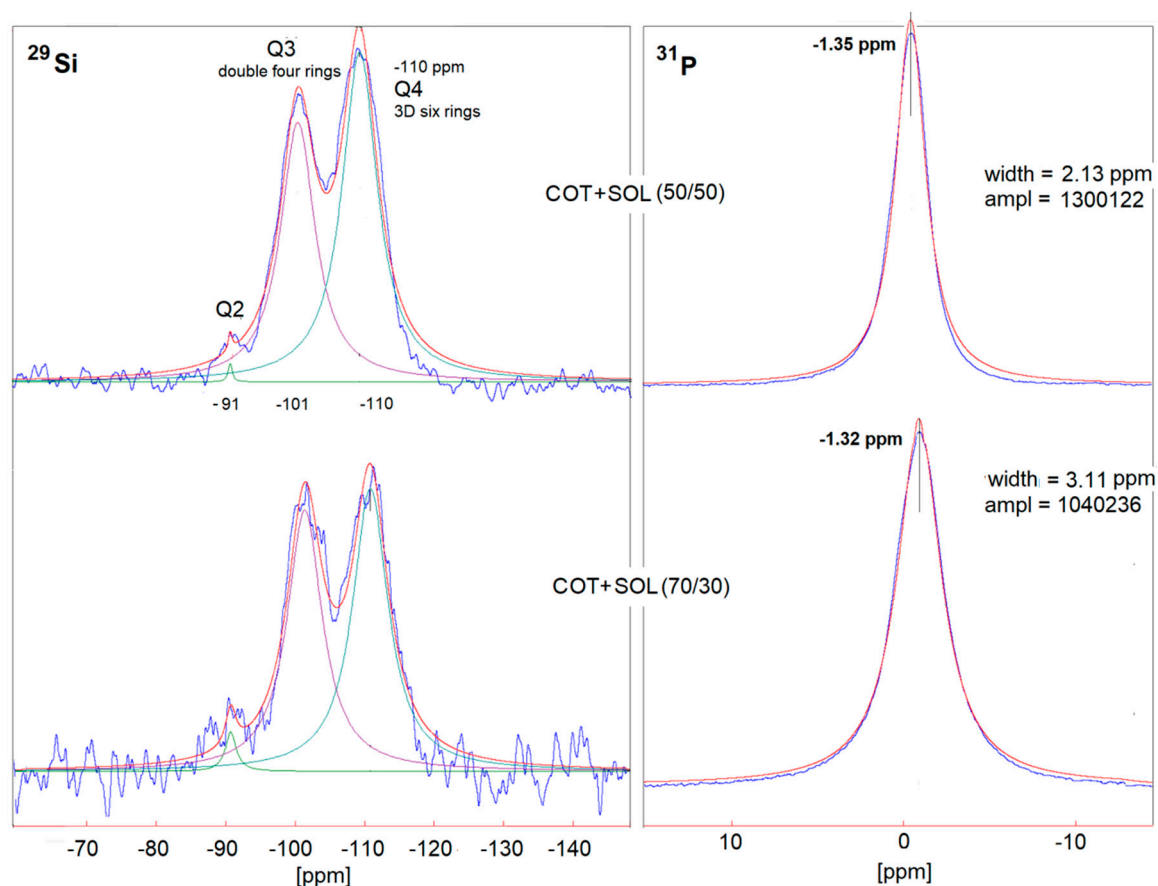 29Si
Q3
double four rings
-110 ppm
Q4
3D six rings
Q2
-91
-101
-110
31P
-1.35 ppm
width = 2.13 ppm
ampl = 1300122
COT+SOL (50/50)
-1.32 ppm
width = 3.11 ppm
ampl = 1040236
COT+SOL (70/30)
-70 -80 -90 -100 -110 -120 -130 -140
[ppm]
10 0 -10
[ppm]